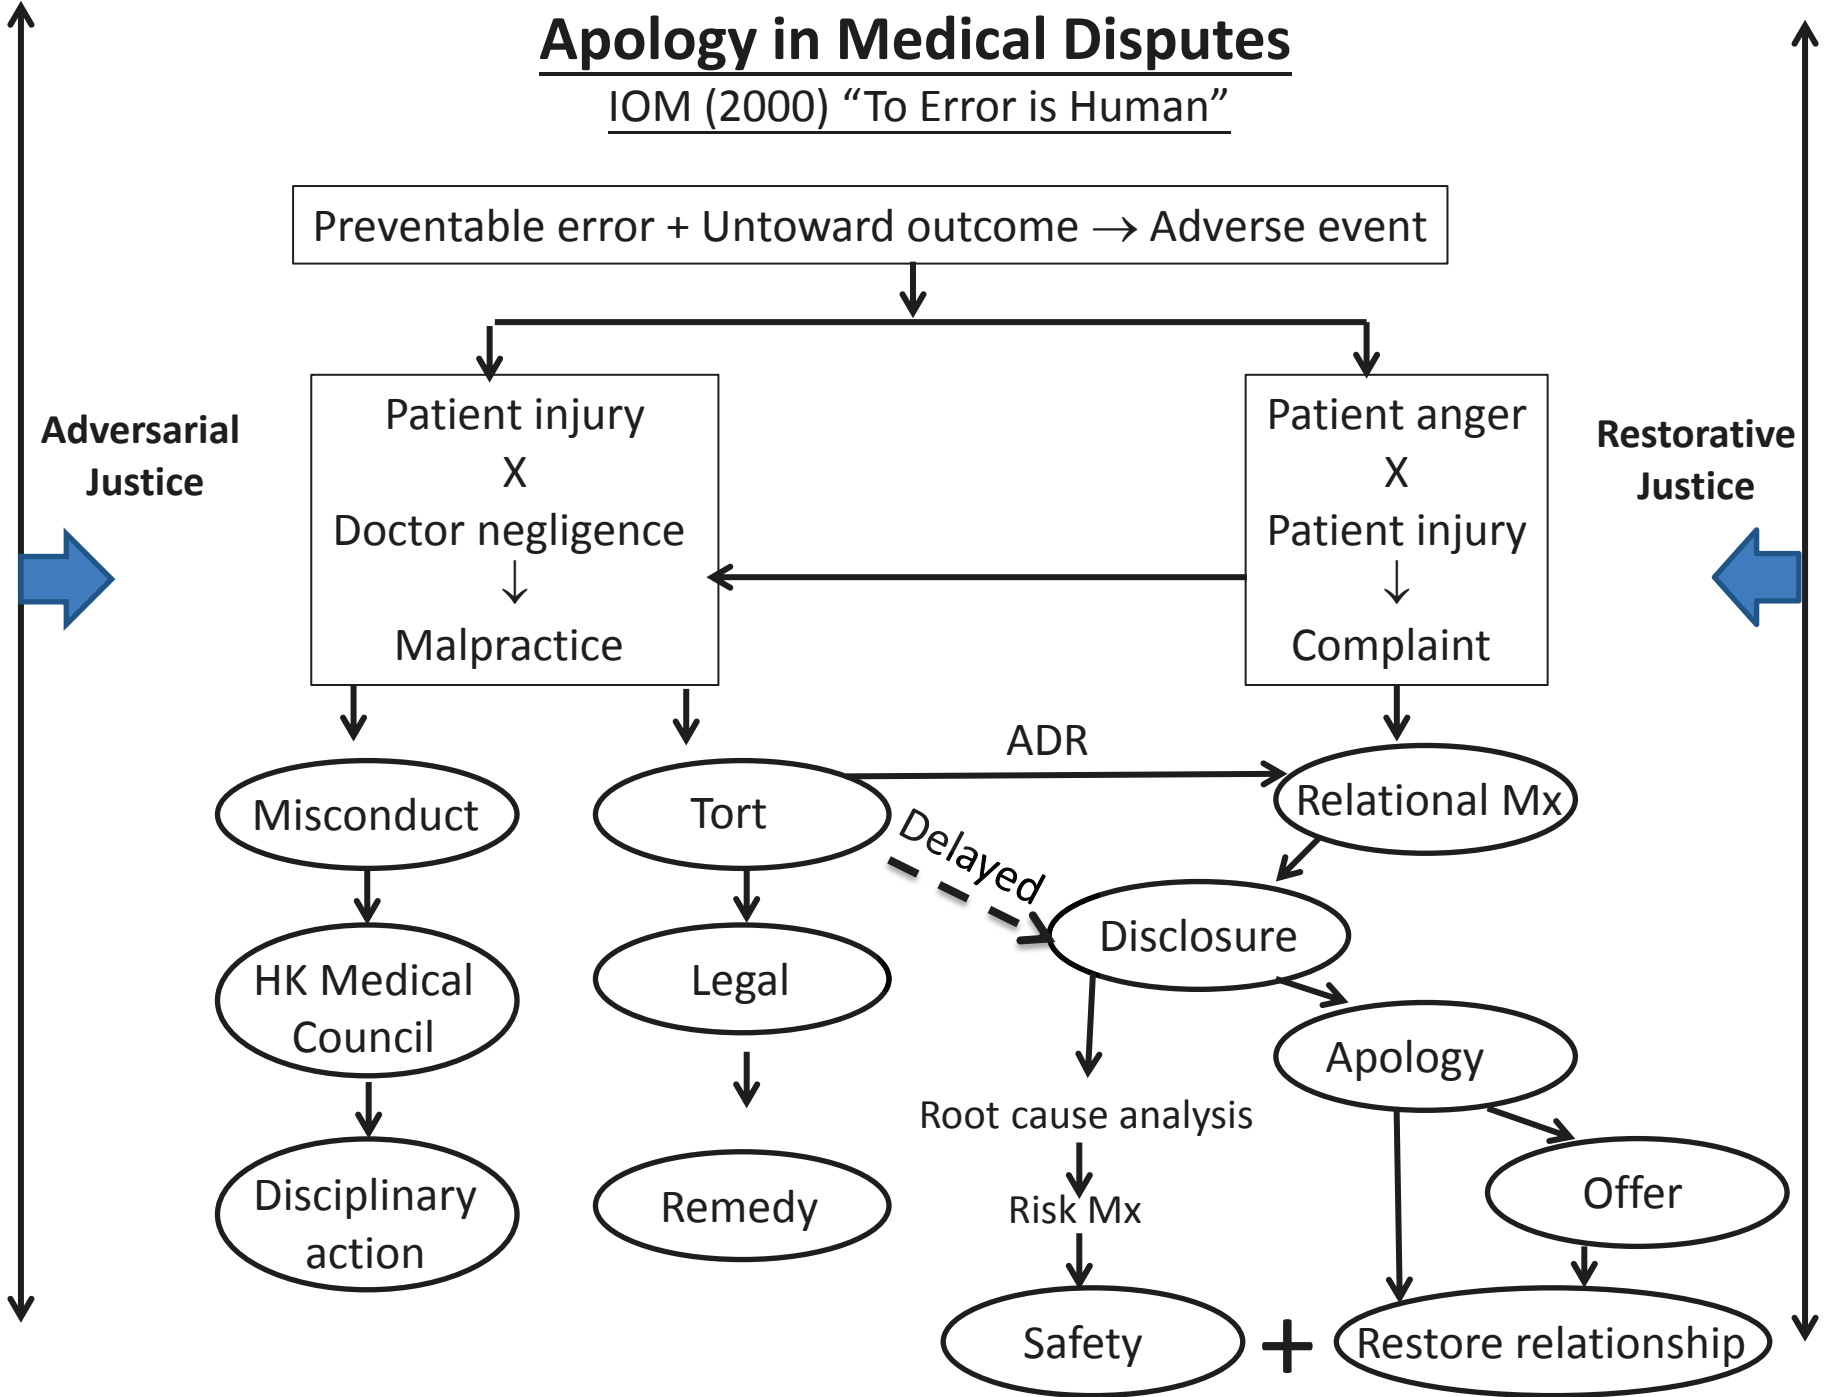 Apology in Medical Disputes
IOM (2000) “To Error is Human”
Preventable error + Untoward outcome → Adverse event
Adversarial
Justice
Patient injury
X
Doctor negligence
↓
Malpractice
Patient anger
X
Patient injury
↓
Complaint
Restorative
Justice
ADR
Misconduct
Tort
Relational Mx
Delayed
HK Medical
Council
Legal
Disclosure
Apology
Root cause analysis
Disciplinary
action
Remedy
Risk Mx
Offer
Safety
+
Restore relationship